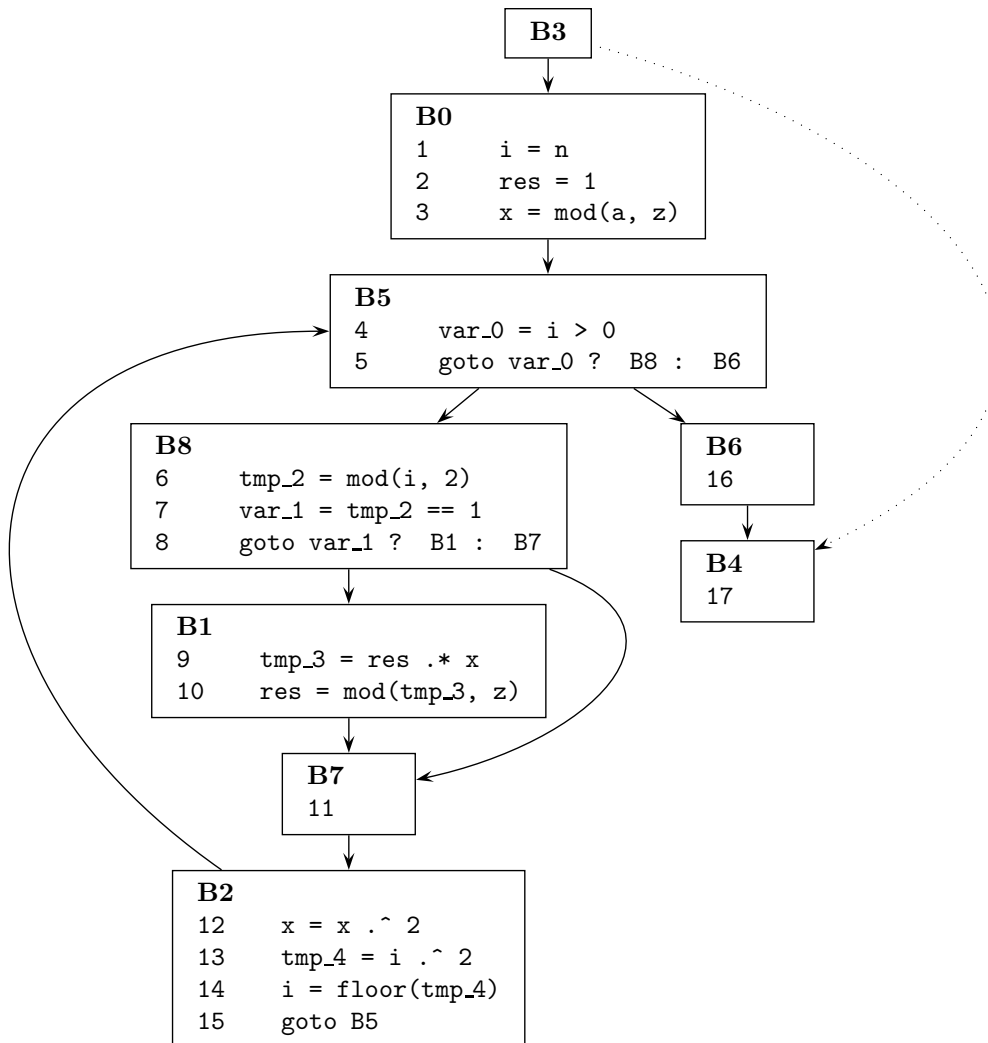 B3
B0
1 i = n
2 res = 1
3 x = mod(a, z)
B5
4 var_0 = i > 0
5 goto var_0 ? B8 : B6
B8
6 tmp_2 = mod(i, 2)
7 var_1 = tmp_2 == 1
8 goto var_1 ? B1 : B7
B6
16
B4
17
B1
9 tmp_3 = res .* x
10 res = mod(tmp_3, z)
B7
11
B2
12 x = x .^ 2
13 tmp_4 = i .^ 2
14 i = floor(tmp_4)
15 goto B5